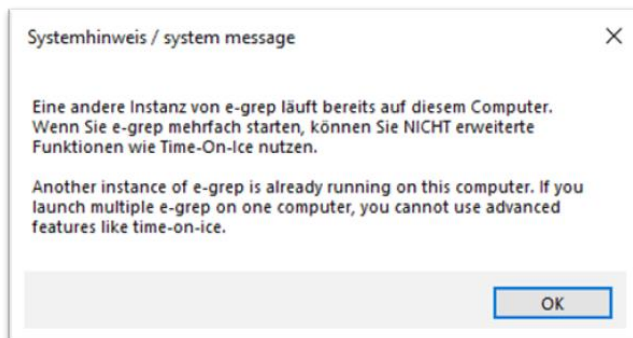 Systemhinweis / system message
Eine andere Instanz von e-grep läuft bereits auf diesem Computer.
Wenn Sie e-grep mehrfach starten, können Sie NICHT erweiterte
Funktionen wie Time-On-Ice nutzen.
Another instance of e-grep is already running on this computer. If you
launch multiple e-grep on one computer, you cannot use advanced
features like time-on-ice.
OK